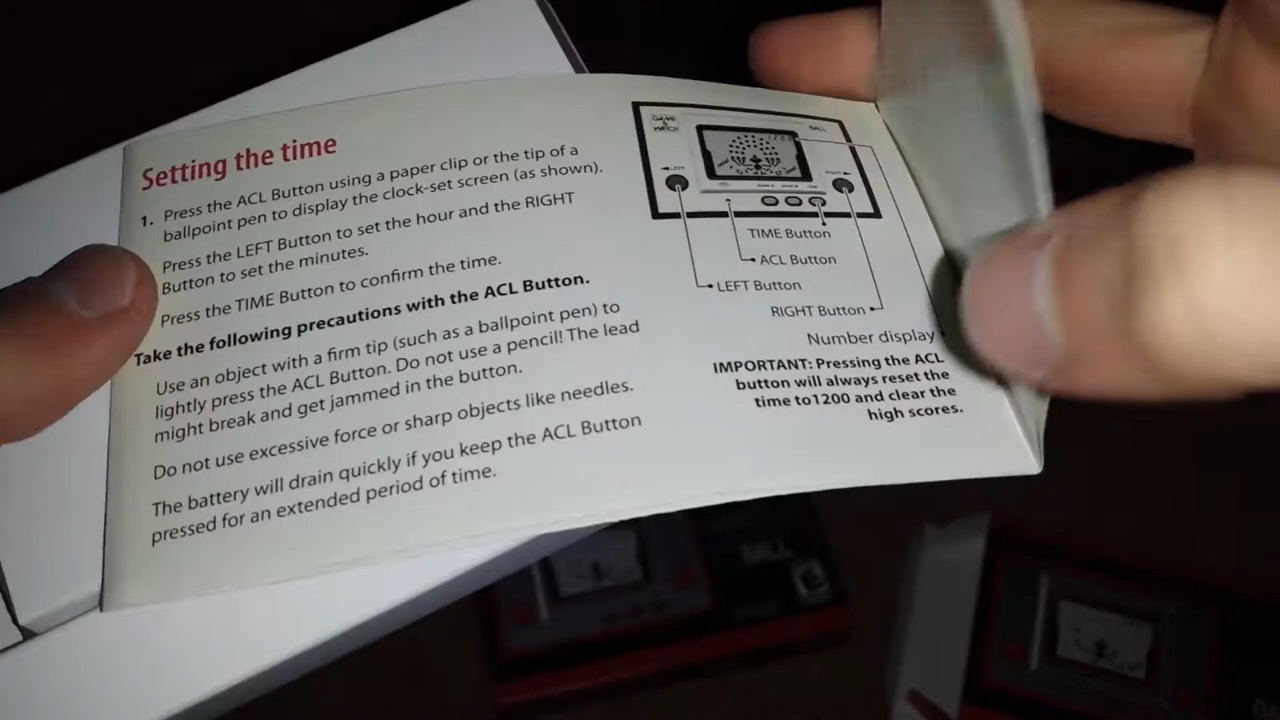 Setting the time
1. Press the ACL Button using a paper clip or the tip of a
ballpoint pen to display the clock-set screen (as shown).
Press the LEFT Button to set the hour and the RIGHT
Button to set the minutes.
Press the TIME Button to confirm the time.
Take the following precautions with the ACL Button.
Use an object with a firm tip (such as a ballpoint pen) to
lightly press the ACL Button. Do not use a pencil! The lead
might break and get jammed in the button.
Do not use excessive force or sharp objects like needles.
The battery will drain quickly if you keep the ACL Button
pressed for an extended period of time.
GAME &
WATCH
BALL
LEFT
TIME Button
ACL Button
LEFT Button
RIGHT Button
Number display
IMPORTANT: Pressing the ACL
button will always reset the
time to1200 and clear the
high scores.
BALL
E